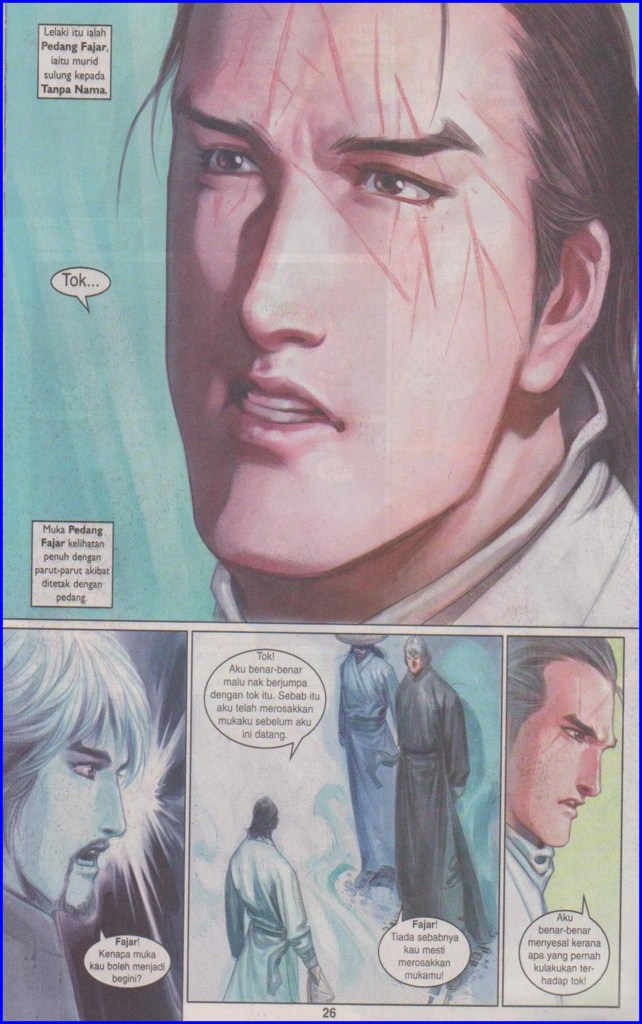 Lelaki itu ialah
Pedang Fajar,
iaitu murid
sulung kepada
Tanpa Nama.
Tok...
Muka Pedang
Fajar kelihatan
penuh dengan
parut-parut akibat
ditetak dengan
pedang.
Fajar!
Kenapa muka
kau boleh menjadi
begini?
Tok!
Aku benar-benar
malu nak berjumpa
dengan tok itu. Sebab itu
aku telah merosakkan
mukaku sebelum aku
ini datang.
Fajar!
Tiada sebabnya
kau mesti
merosakkan
mukamu!
Aku
benar-benar
menyesal kerana
apa yang pernah
kulakukan ter-
hadap tok!
26